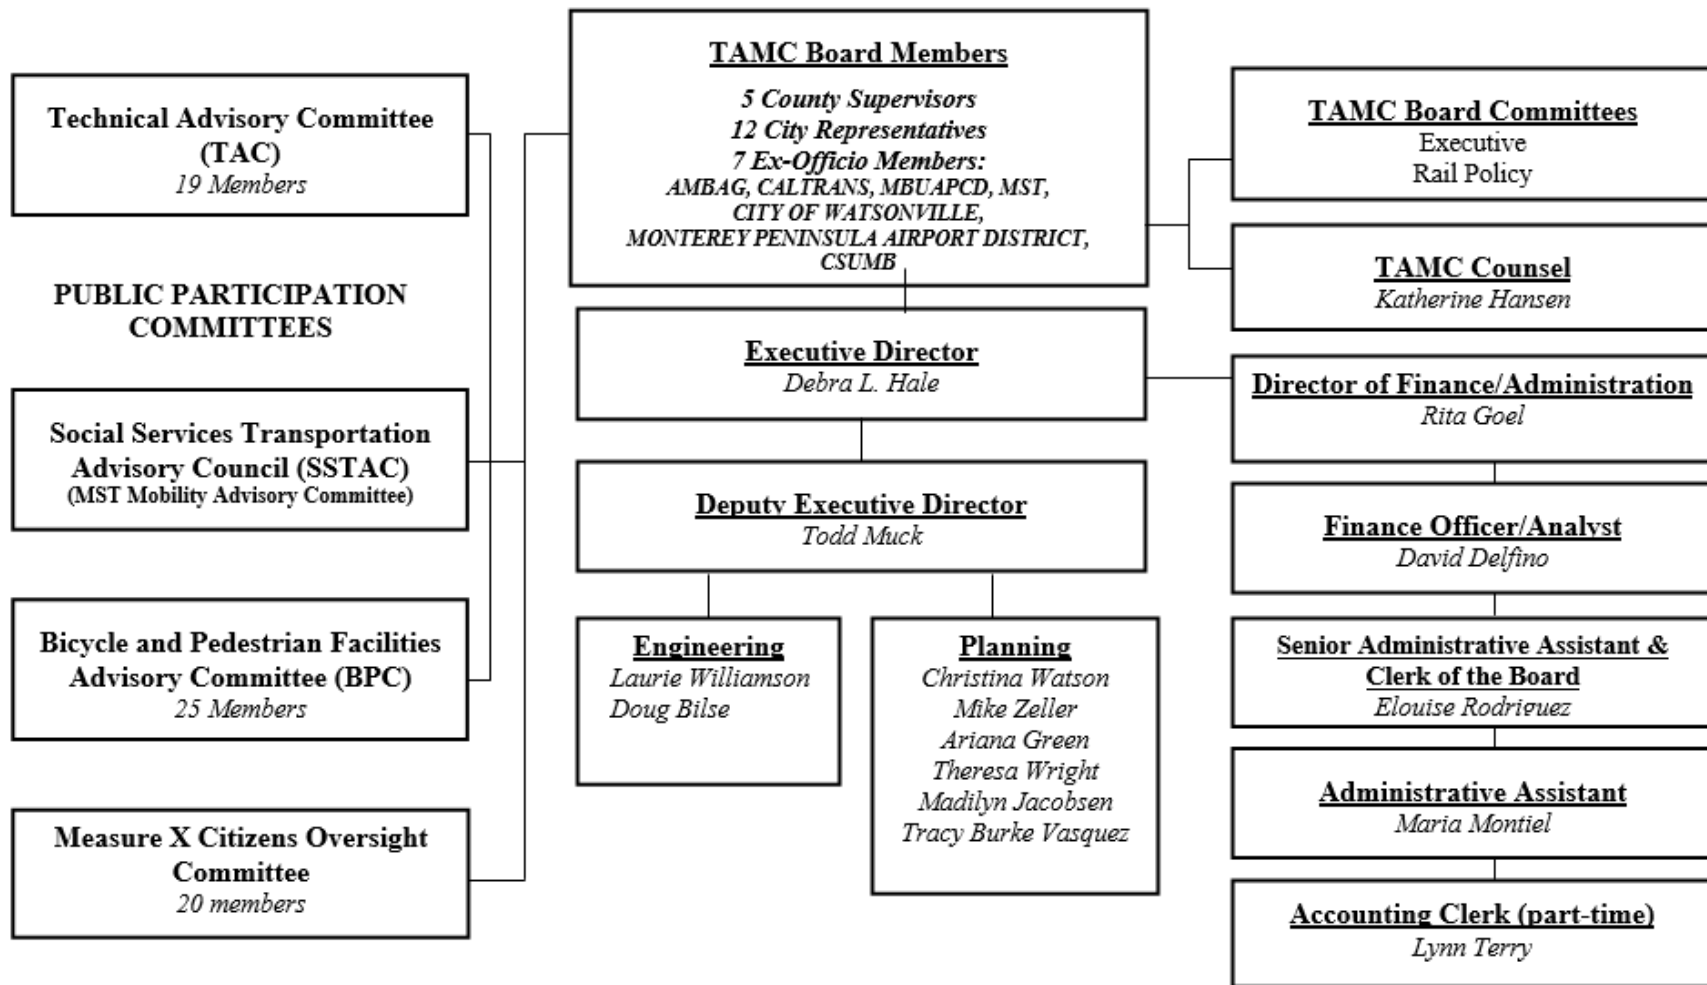 Technical Advisory Committee
(TAC)
19 Members
PUBLIC PARTICIPATION
COMMITTEES
Social Services Transportation
Advisory Council (SSTAC)
(MST Mobility Advisory Committee)
Bicycle and Pedestrian Facilities
Advisory Committee (BPC)
25 Members
Measure X Citizens Oversight
Committee
20 members
TAMC Board Members
5 County Supervisors
12 City Representatives
7 Ex-Officio Members:
AMBAG, CALTRANS, MBUAPCD, MST,
CITY OF WATSONVILLE,
MONTEREY PENINSULA AIRPORT DISTRICT,
CSUMB
Executive Director
Debra L. Hale
Deputy Executive Director
Todd Muck
Engineering
Laurie Williamson
Doug Bilse
Planning
Christina Watson
Mike Zeller
Ariana Green
Theresa Wright
Madilyn Jacobsen
Tracy Burke Vasquez
TAMC Board Committees
Executive
Rail Policy
TAMC Counsel
Katherine Hansen
Director of Finance/Administration
Rita Goel
Finance Officer/Analyst
David Delfino
Senior Administrative Assistant &
Clerk of the Board
Elouise Rodriguez
Administrative Assistant
Maria Montiel
Accounting Clerk (part-time)
Lynn Terry